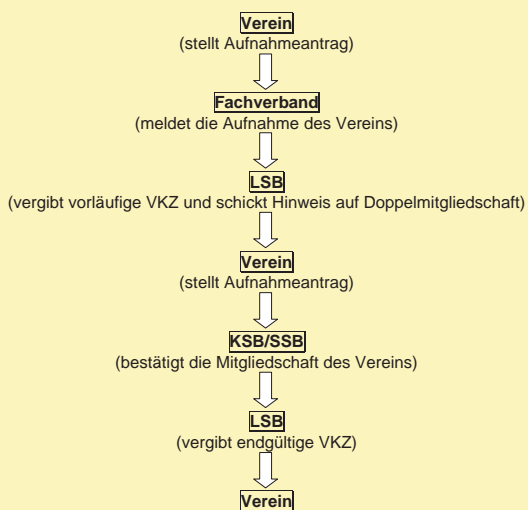 Verein
(stellt Aufnahmeantrag)
Fachverband
(meldet die Aufnahme des Vereins)
LSB
(vergibt vorläufige VKZ und schickt Hinweis auf Doppelmitgliedschaft)
Verein
(stellt Aufnahmeantrag)
KSB/SSB
(bestätigt die Mitgliedschaft des Vereins)
LSB
(vergibt endgültige VKZ)
Verein